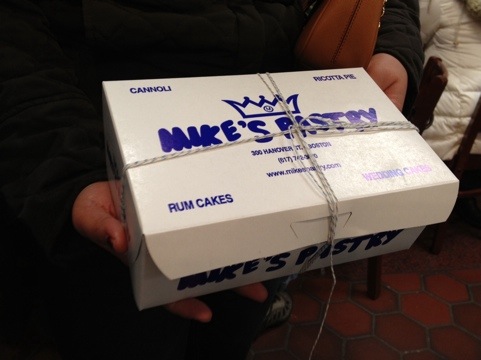 CANNOLI
RICOTTA PIE
MIKE'S PASTRY
300 HANOVER ST. BOSTON
www.mikespastry.com
RUM CAKES
WEDDING CAKES
MIKE'S PASTRY